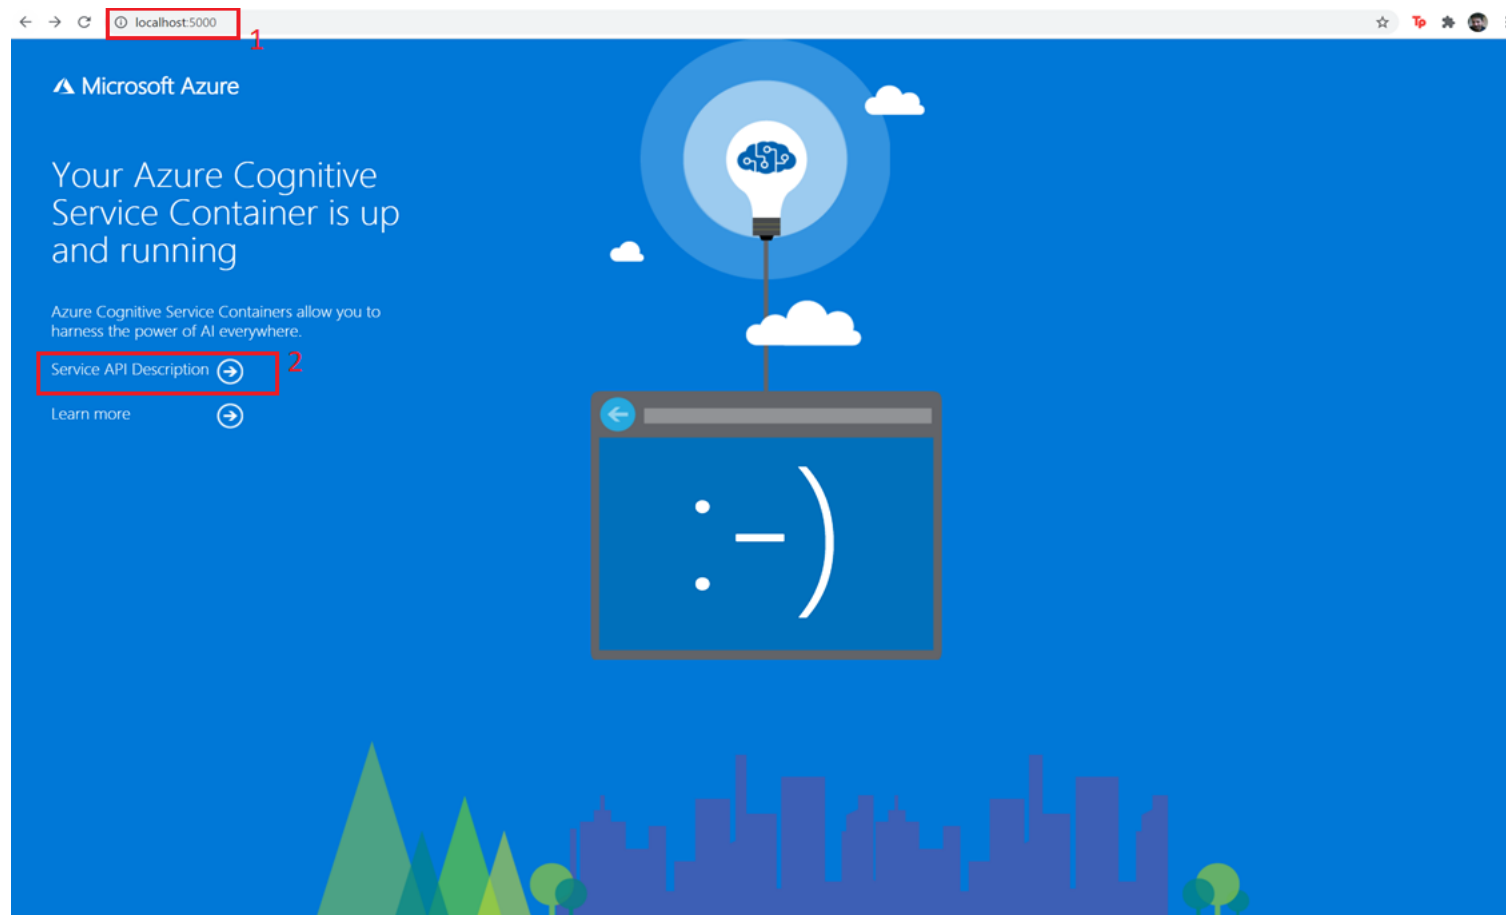 localhost:5000
1
Tp
Microsoft Azure
Your Azure Cognitive
Service Container is up
and running
Azure Cognitive Service Containers allow you to
harness the power of AI everywhere.
Service API Description
2
Learn more
:-)